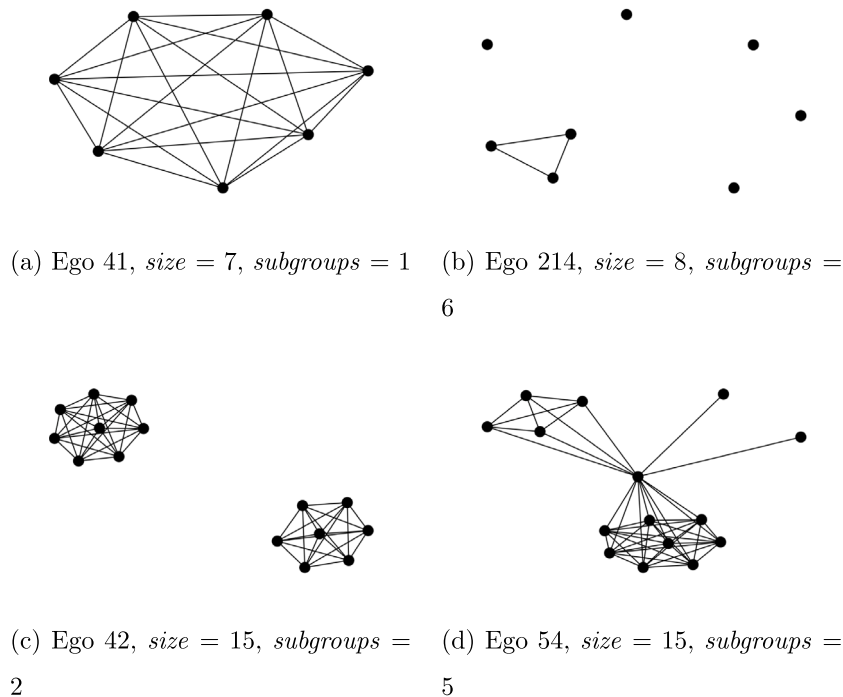 (a) Ego 41, size = 7, subgroups = 1
(b) Ego 214, size = 8, subgroups =
6
(c) Ego 42, size = 15, subgroups =
2
(d) Ego 54, size = 15, subgroups =
5